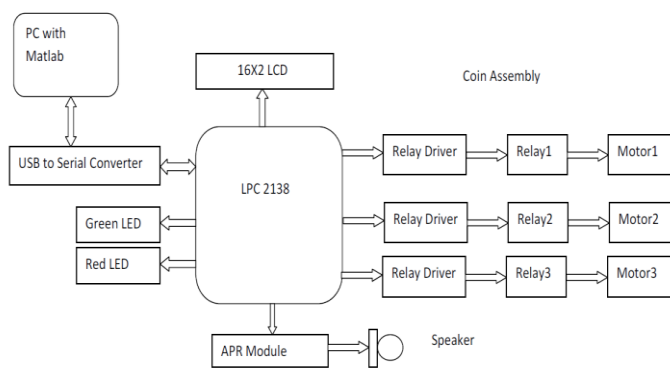 PC with
Matlab
16X2 LCD
Coin Assembly
USB to Serial Converter
LPC 2138
Relay Driver
Relay1
Motor1
Green LED
Relay Driver
Relay2
Motor2
Red LED
Relay Driver
Relay3
Motor3
APR Module
Speaker